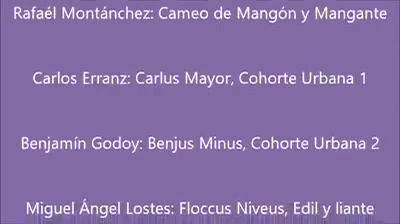 Rafaél Montánchez: Cameo de Mangón y Mangante
Carlos Erranz: Carlus Mayor, Cohorte Urbana 1
Benjamín Godoy: Benjus Minus, Cohorte Urbana 2
Miguel Ángel Lostes: Floccus Niveus, Edil y liante